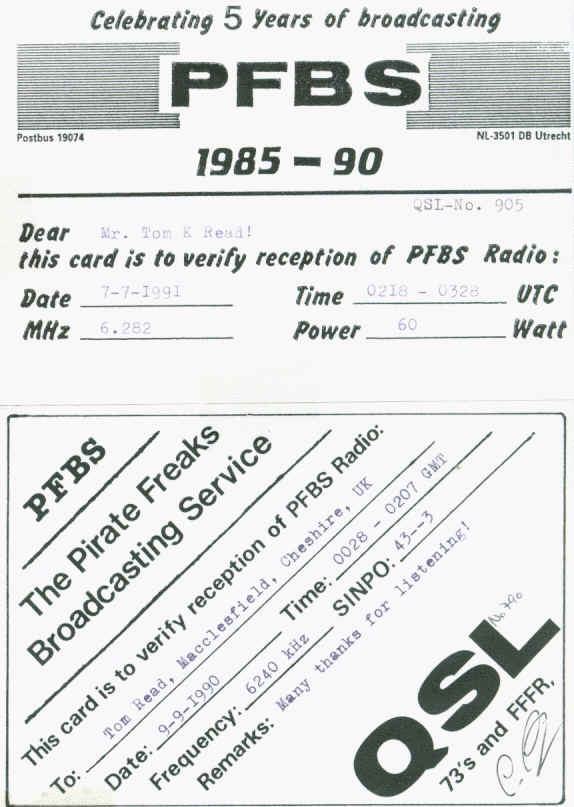 Celebrating 5 Years of broadcasting
PFBS
Postbus 19074 NL-3501 DB Utrecht
1985 - 90
QSL-No. 905
Dear Mr. Tom K Read!
this card is to verify reception of PFBS Radio:
Date 7-7-1991 Time 0218 - 0328 UTC
MHz 6.282 Power 60 Watt
PFBS
The Pirate Freaks
Broadcasting Service
This card is to verify reception of PFBS Radio:
To: Tom Read, Macclesfield, Cheshire, UK
Date: 9-9-1990 Time: 0028 - 0207 GMT
Frequency: 6240 kHz SINPO: 43--3
Remarks: Many thanks for listening!
QSL
No 790
73's and FFFR,